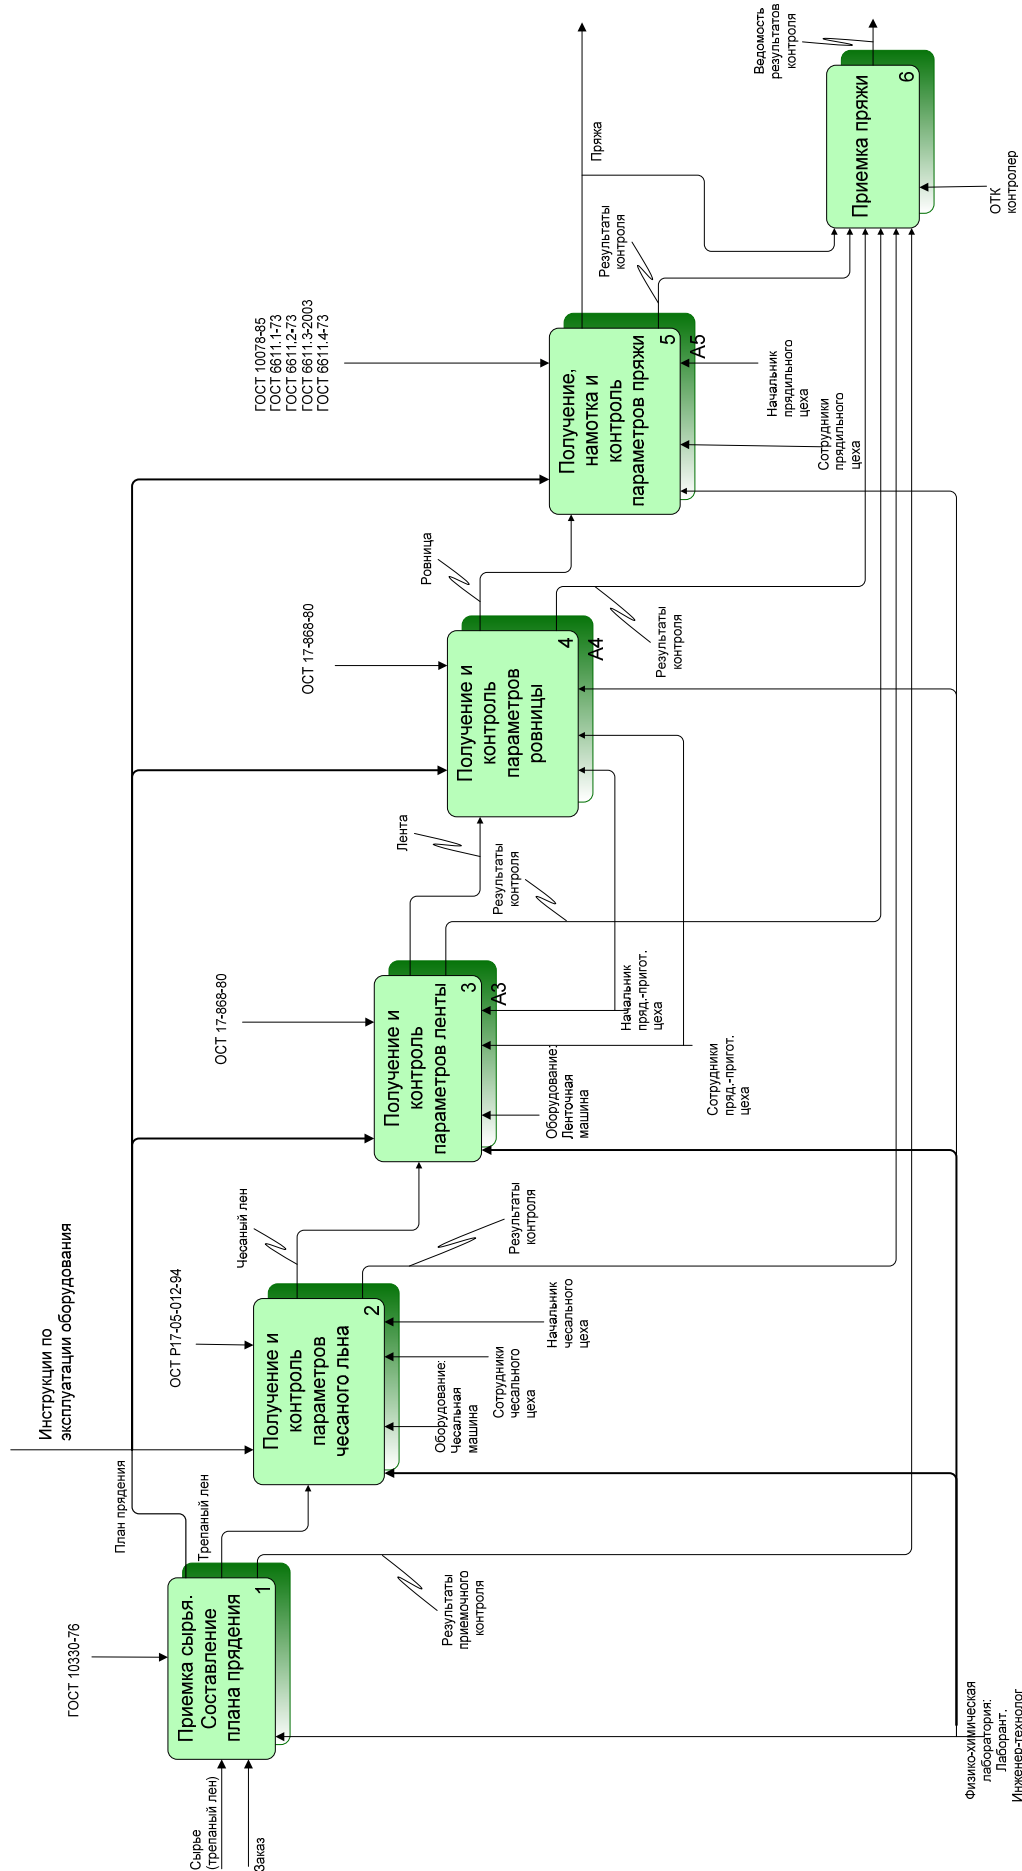 Сырье
(трепаный лен)
Заказ
ГОСТ 10330-76
Приемка сырья.
Составление
плана прядения
1
План прядения
Трепаный лен
Результаты
приемочного
контроля
Инструкции по
эксплуатации оборудования
ОСТ Р17-05-012-94
Получение и
контроль
параметров
чесаного льна
2
Чесаный лен
Результаты
контроля
Оборудование:
Чесальная
машина
Сотрудники
чесального
цеха
Начальник
чесального
цеха
ОСТ 17-868-80
Получение и
контроль
параметров ленты
3
А3
Лента
Результаты
контроля
Оборудование:
Ленточная
машина
Начальник
пряд.-пригот.
цеха
Сотрудники
пряд.-пригот.
цеха
ОСТ 17-868-80
Получение и
контроль
параметров
ровницы
4
А4
Ровница
Результаты
контроля
ГОСТ 10078-85
ГОСТ 6611.1-73
ГОСТ 6611.2-73
ГОСТ 6611.3-2003
ГОСТ 6611.4-73
Получение,
намотка и
контроль
параметров пряжи
5
А5
Пряжа
Результаты
контроля
Начальник
прядильного
цеха
Сотрудники
прядильного
цеха
Приемка пряжи
6
Ведомость
результатов
контроля
ОТК
контролер
Физико-химическая
лаборатория:
Лаборант.
Инженер-технолог